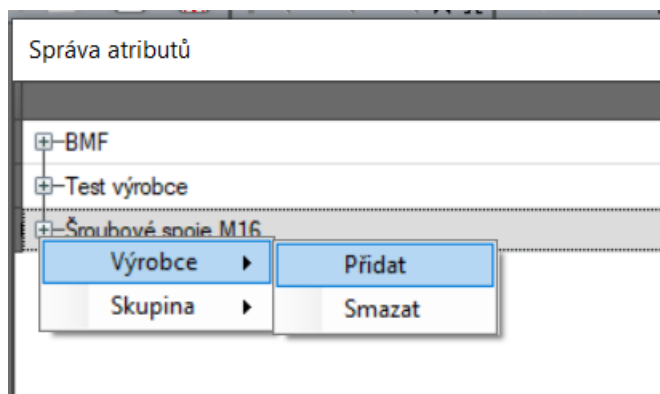 Správa atributů
BMF
Test výrobce
Šroubové spoje M16
Výrobce
Přidat
Skupina
Smazat